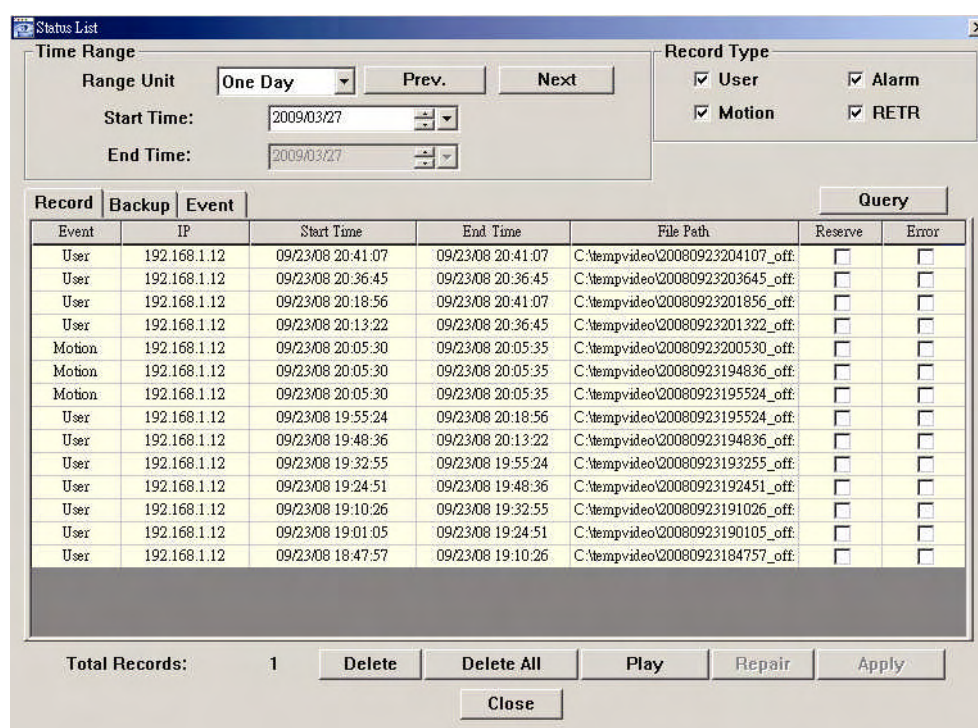 Status List
Time Range
Range Unit One Day Prev. Next
Start Time: 2009/03/27
End Time: 2009/03/27
Record Type
User Alarm
Motion RETR
Record Backup Event Query
Event IP Start Time End Time File Path Reserve Error
User 192.168.1.12 09/23/08 20:41:07 09/23/08 20:41:07 C:\tempvideo\20080923204107_off:
User 192.168.1.12 09/23/08 20:36:45 09/23/08 20:36:45 C:\tempvideo\20080923203645_off:
User 192.168.1.12 09/23/08 20:18:56 09/23/08 20:41:07 C:\tempvideo\20080923201856_off:
User 192.168.1.12 09/23/08 20:13:22 09/23/08 20:36:45 C:\tempvideo\20080923201322_off:
Motion 192.168.1.12 09/23/08 20:05:30 09/23/08 20:05:35 C:\tempvideo\20080923200530_off:
Motion 192.168.1.12 09/23/08 20:05:30 09/23/08 20:05:35 C:\tempvideo\20080923194836_off:
Motion 192.168.1.12 09/23/08 20:05:30 09/23/08 20:05:35 C:\tempvideo\20080923195524_off:
User 192.168.1.12 09/23/08 19:55:24 09/23/08 20:18:56 C:\tempvideo\20080923195524_off:
User 192.168.1.12 09/23/08 19:48:36 09/23/08 20:13:22 C:\tempvideo\20080923194836_off:
User 192.168.1.12 09/23/08 19:32:55 09/23/08 19:55:24 C:\tempvideo\20080923193255_off:
User 192.168.1.12 09/23/08 19:24:51 09/23/08 19:48:36 C:\tempvideo\20080923192451_off:
User 192.168.1.12 09/23/08 19:10:26 09/23/08 19:32:55 C:\tempvideo\20080923191026_off:
User 192.168.1.12 09/23/08 19:01:05 09/23/08 19:24:51 C:\tempvideo\20080923190105_off:
User 192.168.1.12 09/23/08 18:47:57 09/23/08 19:10:26 C:\tempvideo\20080923184757_off:
Total Records: 1 Delete Delete All Play Repair Apply
Close